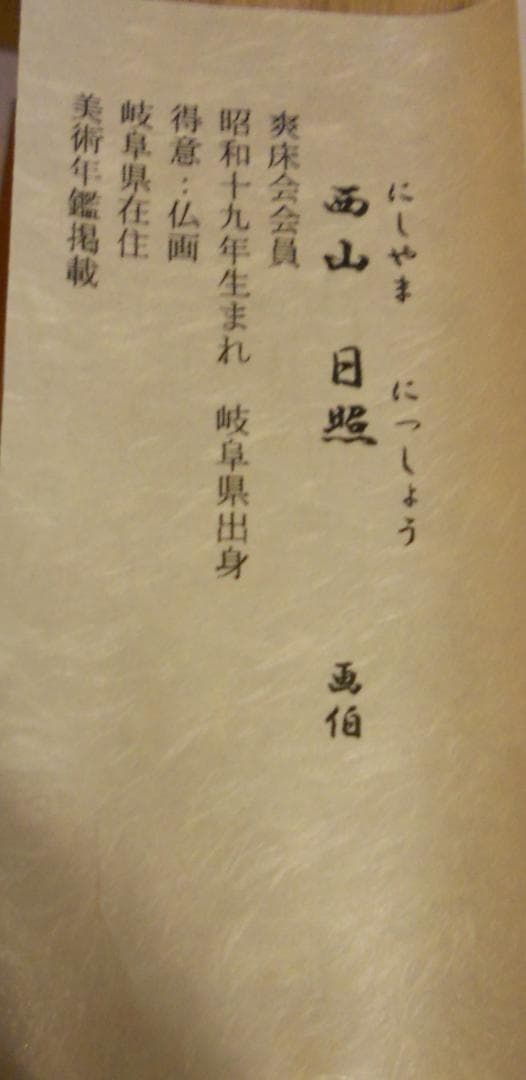 にしやま にっしょう
西山 日照 画伯
爽床会会員
昭和十九年生まれ 岐阜県出身
得意：仏画
岐阜県在住
美術年鑑掲載